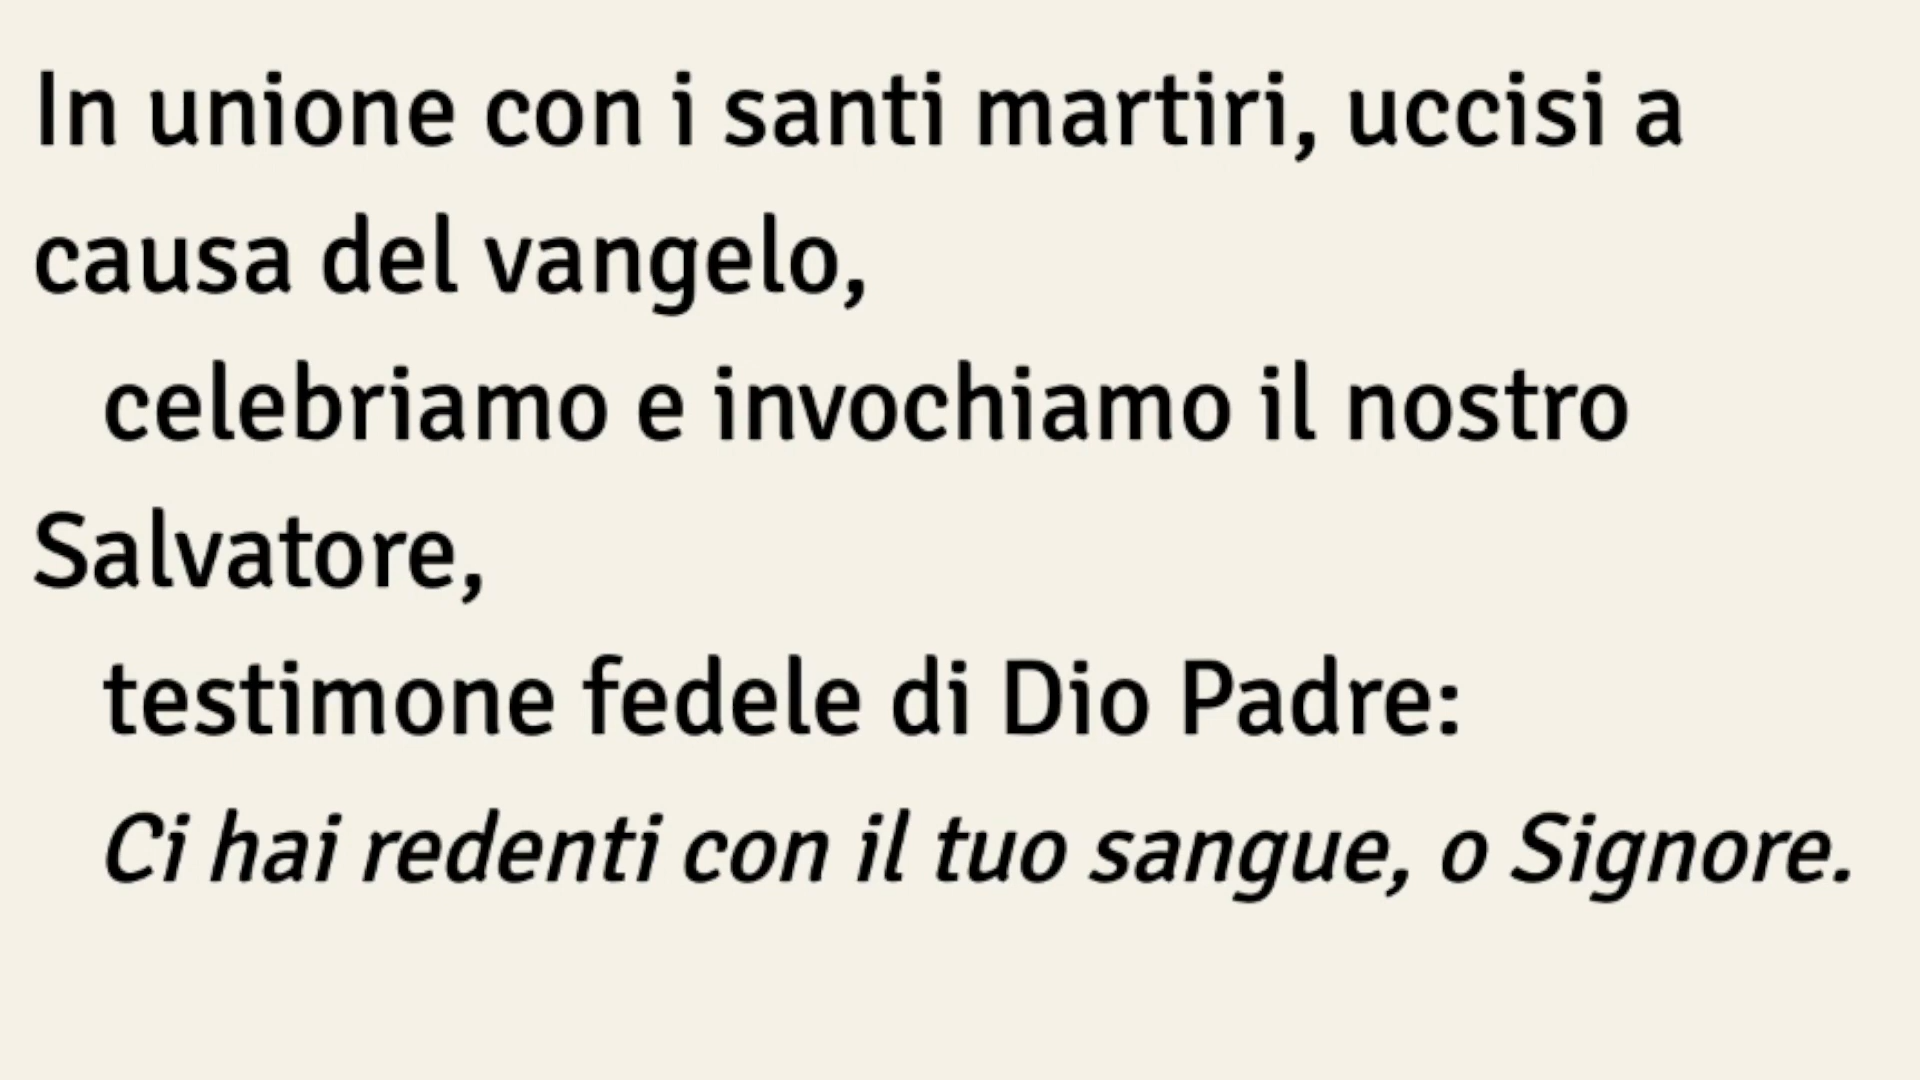 In unione con i santi martiri, uccisi a
causa del vangelo,
celebriamo e invochiamo il nostro
Salvatore,
testimone fedele di Dio Padre:
Ci hai redenti con il tuo sangue, o Signore.